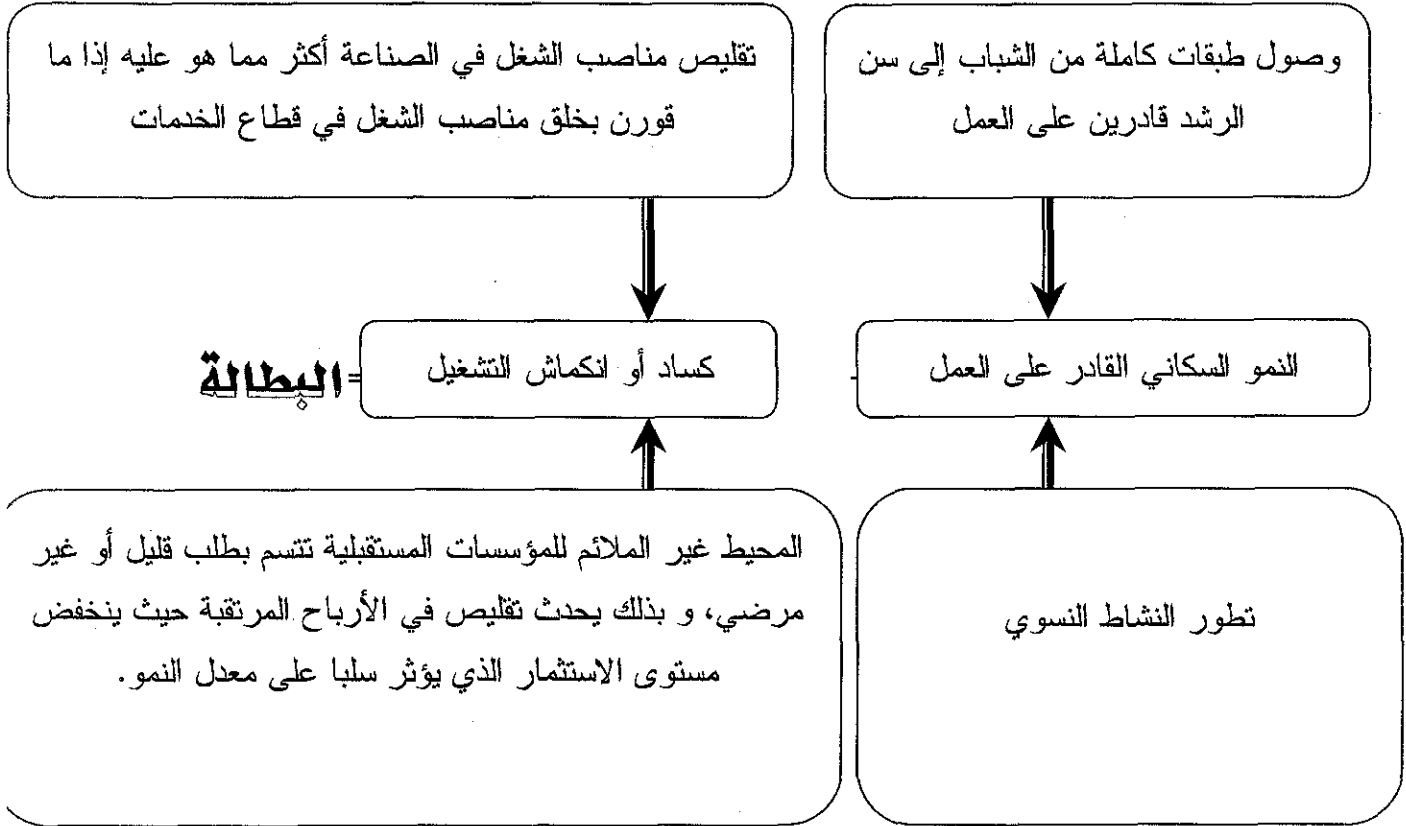 وصول طبقات كاملة من الشباب إلى سن
الرشد قادرين على العمل
تقليص مناصب الشغل في الصناعة أكثر مما هو عليه إذا ما
قورن بخلق مناصب الشغل في قطاع الخدمات
النمو السكاني القادر على العمل
-
كساد أو انكماش التشغيل
=البطالة
تطور النشاط النسوي
المحيط غير الملائم للمؤسسات المستقبلية تتسم بطلب قليل أو غير
مرضي، و بذلك يحدث تقليص في الأرباح المرتقبة حيث ينخفض
مستوى الاستثمار الذي يؤثر سلبا على معدل النمو.